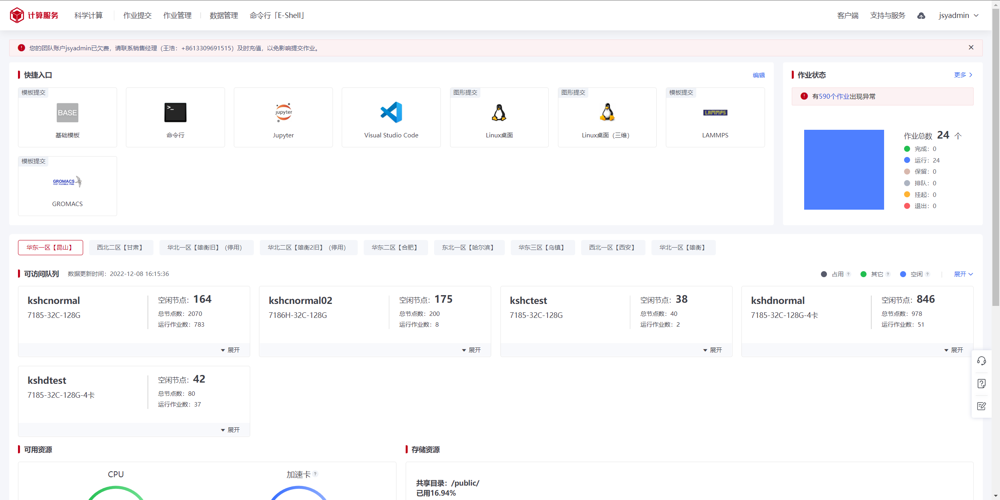 计算服务 科学计算 作业提交 作业管理 数据管理 命令行「E-Shell」 客户端 支持与服务 jsyadmin
您的团队账户jsyadmin已欠费，请联系销售经理（王浩：+8613309691515）及时充值，以免影响提交作业。
快捷入口 编辑
模板提交
BASE
基础模板
>_
命令行
jupyter
Jupyter
Visual Studio Code
图形提交
Linux桌面
图形提交
Linux桌面（三维）
模板提交
LAMMPS
LAMMPS
模板提交
GROMACS
FAST. FLEXIBLE. FREE.
GROMACS
作业状态 更多
有590个作业出现异常
作业总数 24 个
完成：0
运行：24
保留：0
排队：0
挂起：0
退出：0
华东一区【昆山】 西北二区【甘肃】 华北一区【雄衡旧】（停用） 华北二区【雄衡2旧】（停用） 华东二区【合肥】 东北一区【哈尔滨】 华东三区【乌镇】 西北一区【西安】 华北一区【雄衡】
可访问队列 数据更新时间：2022-12-08 16:15:36 占用 ? 其它 ? 空闲 ? 展开
kshcnormal
7185-32C-128G
空闲节点：164
总节点数：2070
运行作业数：783
展开
kshcnormal02
7186H-32C-128G
空闲节点：175
总节点数：200
运行作业数：8
展开
kshctest
7185-32C-128G
空闲节点：38
总节点数：40
运行作业数：2
展开
kshdnormal
7185-32C-128G-4卡
空闲节点：846
总节点数：978
运行作业数：51
展开
kshdtest
7185-32C-128G-4卡
空闲节点：42
总节点数：80
运行作业数：37
展开
可用资源
CPU
加速卡 ?
存储资源
共享目录：/public/
已用16.94%